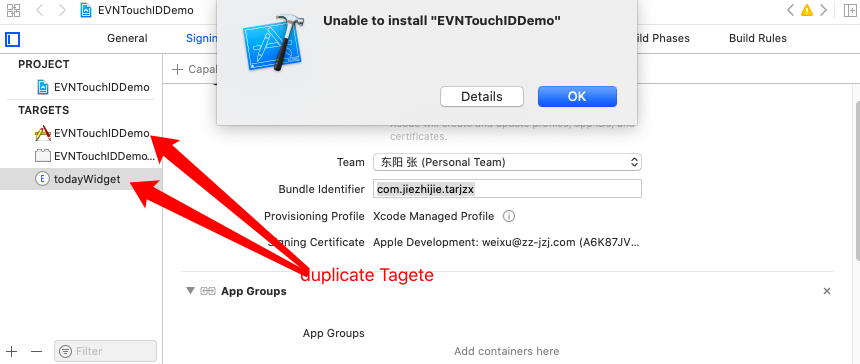 EVNTouchIDDemo
Unable to install "EVNTouchIDDemo"
Details
OK
General
Signin
ld Phases
Build Rules
PROJECT
EVNTouchIDDemo
TARGETS
EVNTouchIDDemo
EVNTouchIDDemo...
todayWidget
+ Capa
Xcode will create and update profiles, app IDs, and
certificates.
Team 东阳 张 (Personal Team)
Bundle Identifier com.jiezhijie.tarjzx
Provisioning Profile Xcode Managed Profile
Signing Certificate Apple Development: weixu@zz-jzj.com (A6K87JV...
duplicate Tagete
App Groups
App Groups
Add containers here
Filter